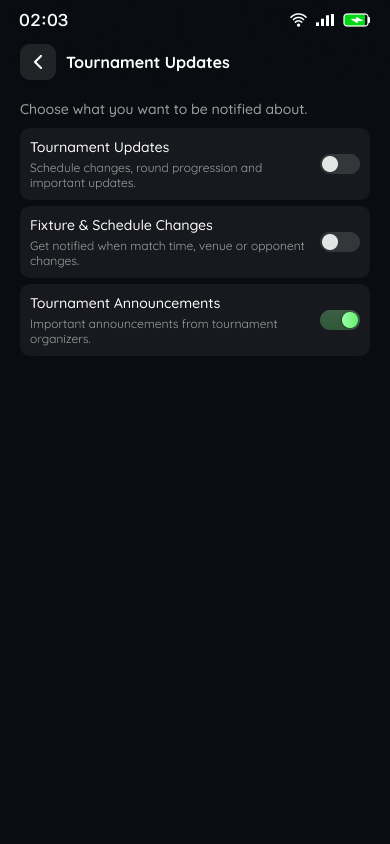 02:03
Tournament Updates
Choose what you want to be notified about.
Tournament Updates
Schedule changes, round progression and
important updates.
Fixture & Schedule Changes
Get notified when match time, venue or opponent
changes.
Tournament Announcements
Important announcements from tournament
organizers.